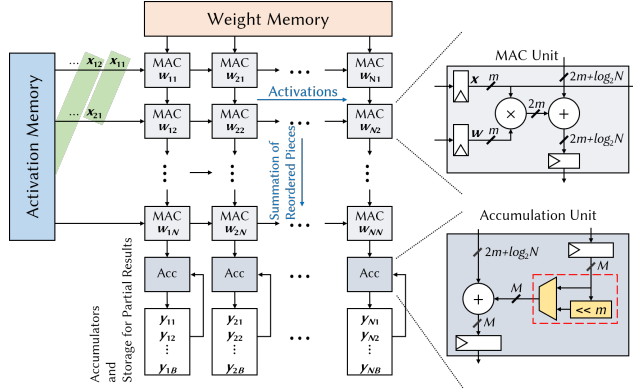 Weight Memory
Activation Memory
... x12 x11
x21
MAC w11
MAC w21
...
MAC wN1
Activations
MAC w12
MAC w22
...
MAC wN2
Summation of
Reordered Pieces
MAC w1N
MAC w2N
...
MAC wNN
Acc
Acc
...
Acc
Accumulators
and
Storage for Partial Results
y11
y12
...
y1B
y21
y22
...
y2B
...
yN1
yN2
...
yNB
MAC Unit
x
m
2m+log2N
×
2m
+
w
m
2m+log2N
Accumulation Unit
2m+log2N
M
+
M
<< m
M